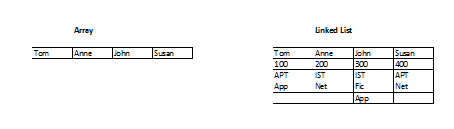 Array Linked List
Tom Anne John Susan Tom Anne John Susan
100 200 300 400
APT IST IST APT
App Net Fic Net
App